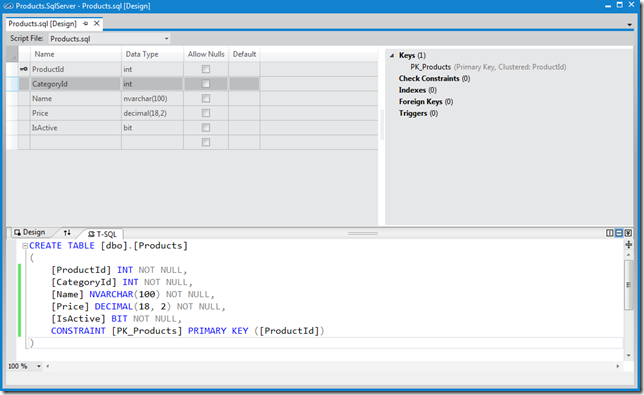 Products.SqlServer - Products.sql [Design]
Products.sql [Design]
Script File: Products.sql
Name Data Type Allow Nulls Default
ProductId int
CategoryId int
Name nvarchar(100)
Price decimal(18,2)
IsActive bit
Keys (1)
PK_Products (Primary Key, Clustered: ProductId)
Check Constraints (0)
Indexes (0)
Foreign Keys (0)
Triggers (0)
Design T-SQL
CREATE TABLE [dbo].[Products]
(
[ProductId] INT NOT NULL,
[CategoryId] INT NOT NULL,
[Name] NVARCHAR(100) NOT NULL,
[Price] DECIMAL(18, 2) NOT NULL,
[IsActive] BIT NOT NULL,
CONSTRAINT [PK_Products] PRIMARY KEY ([ProductId])
)
100 %